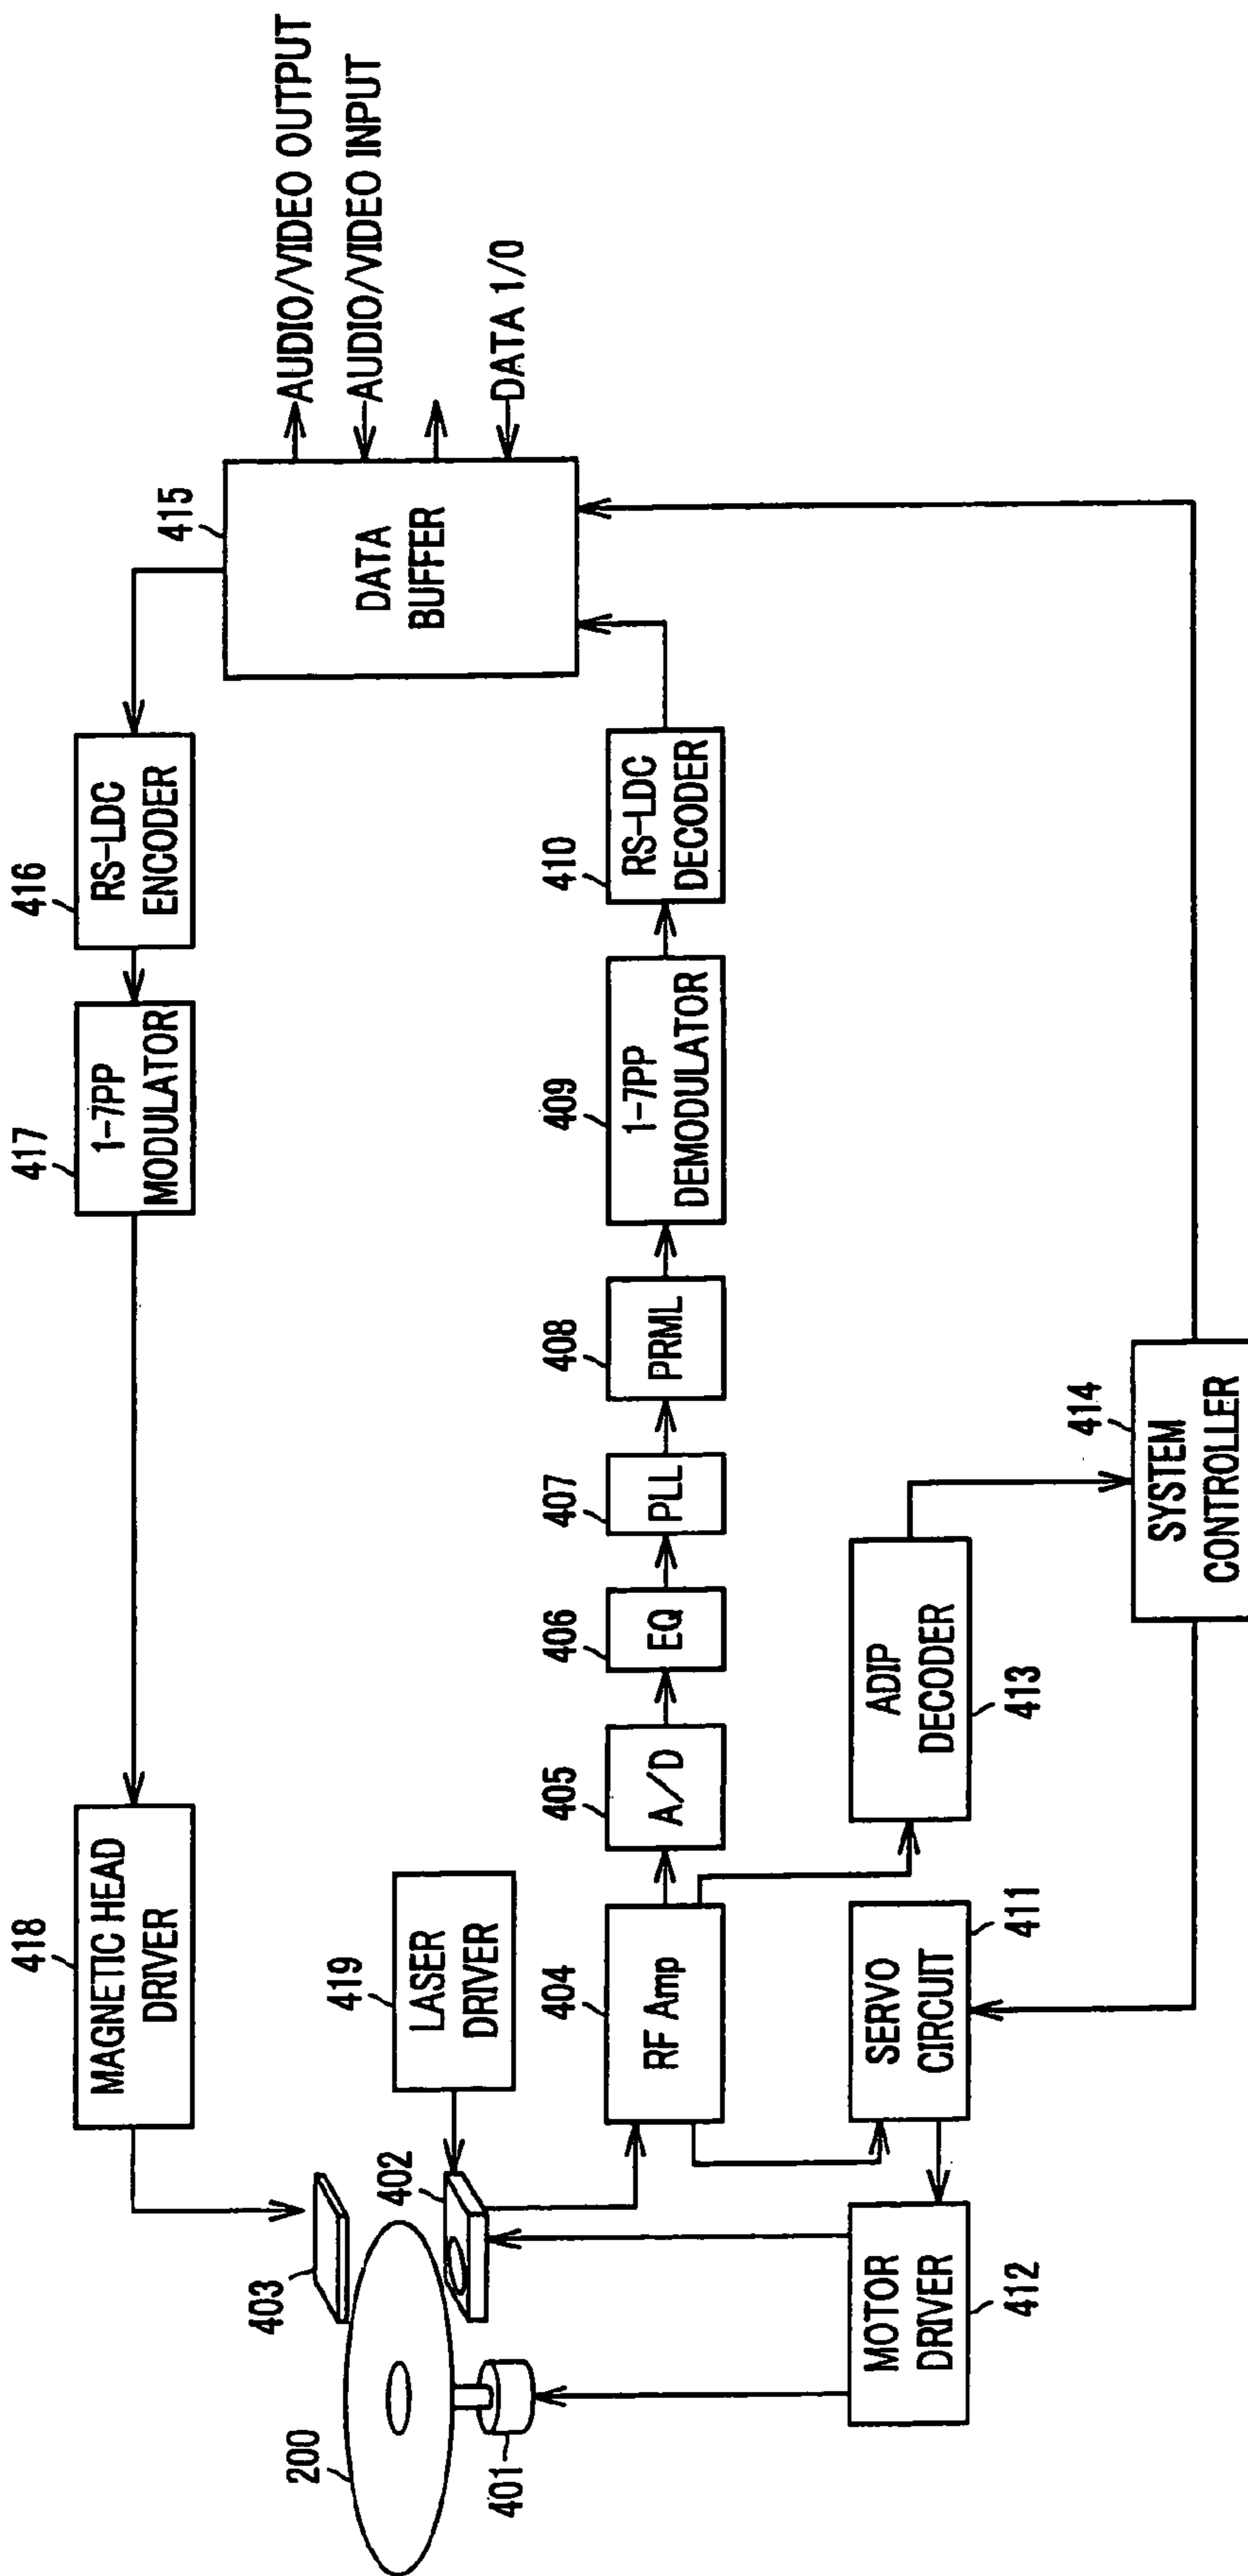 418
MAGNETIC HEAD
DRIVER
417
1-7PP
MODULATOR
416
RS-LDC
ENCODER
415
DATA
BUFFER
AUDIO/VIDEO OUTPUT
AUDIO/VIDEO INPUT
DATA 1/0
200
403
402
401
419
LASER
DRIVER
404
RF Amp
405
A/D
406
EQ
407
PLL
408
PRML
409
1-7PP
DEMODULATOR
410
RS-LDC
DECODER
MOTOR
DRIVER
412
SERVO
CIRCUIT
411
ADIP
DECODER
413
414
SYSTEM
CONTROLLER